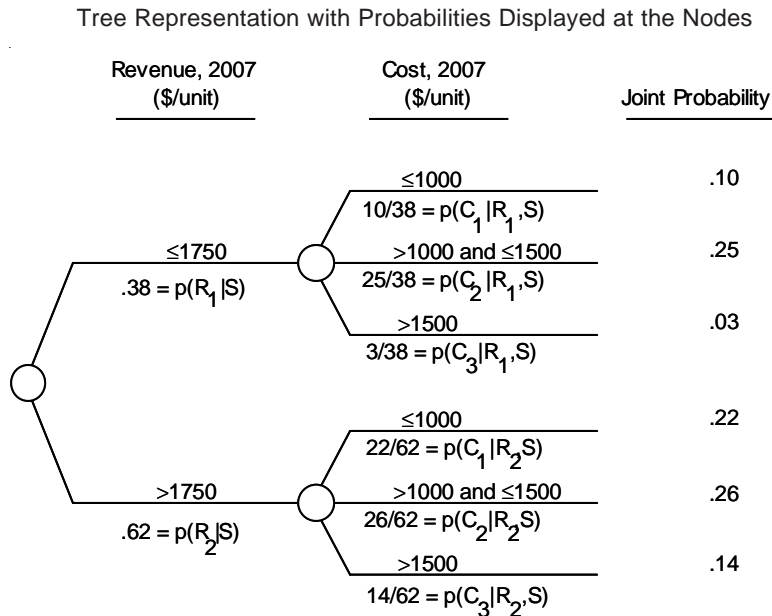 Tree Representation with Probabilities Displayed at the Nodes
Revenue, 2007
($/unit)
Cost, 2007
($/unit)
Joint Probability
≤1000
.10
10/38 = p(C₁|R₁,S)
≤1750
>1000 and ≤1500
.25
.38 = p(R₁|S)
25/38 = p(C₂|R₁,S)
>1500
.03
3/38 = p(C₃|R₁,S)
≤1000
.22
22/62 = p(C₁|R₂S)
>1750
>1000 and ≤1500
.26
.62 = p(R₂|S)
26/62 = p(C₂|R₂S)
>1500
.14
14/62 = p(C₃|R₂,S)